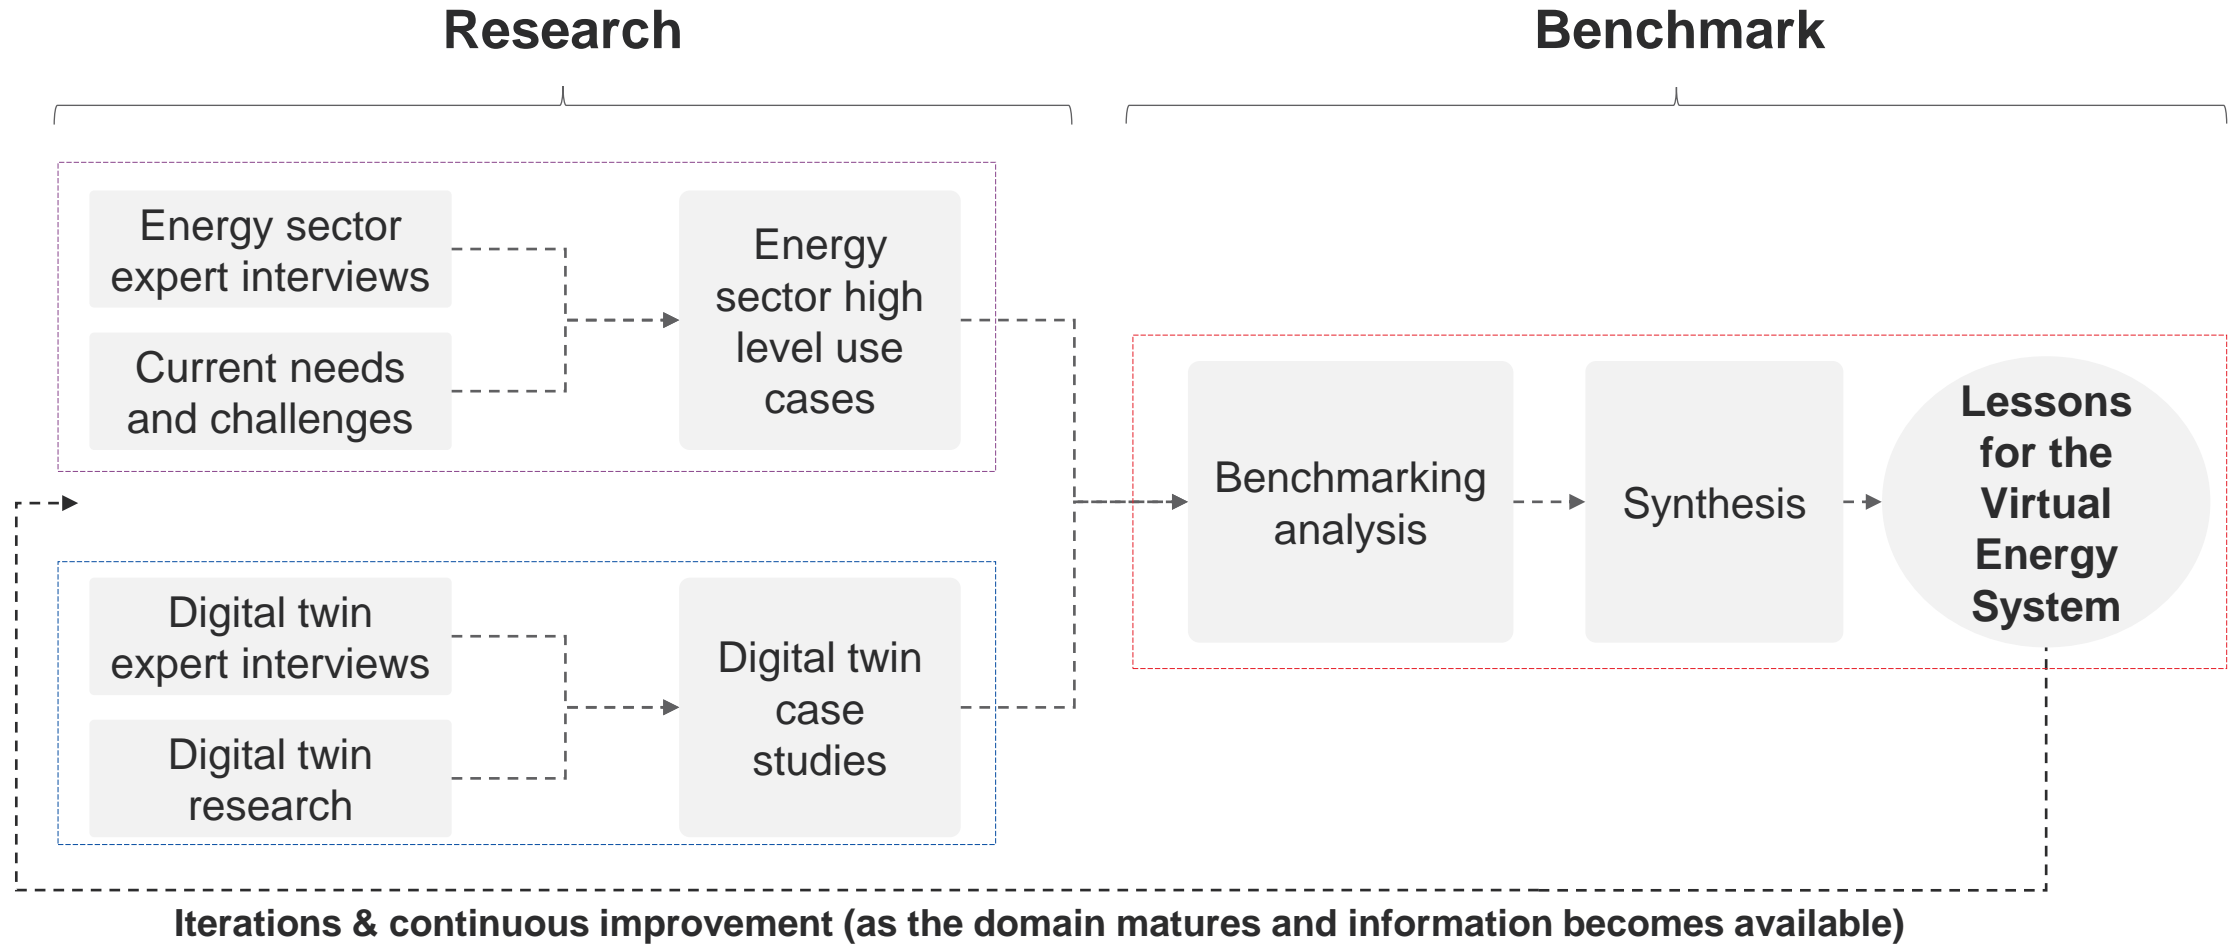 Research
Benchmark
Energy sector
expert interviews
Current needs
and challenges
Energy
sector high
level use
cases
Digital twin
expert interviews
Digital twin
research
Digital twin
case
studies
Benchmarking
analysis
Synthesis
Lessons
for the
Virtual
Energy
System
Iterations & continuous improvement (as the domain matures and information becomes available)